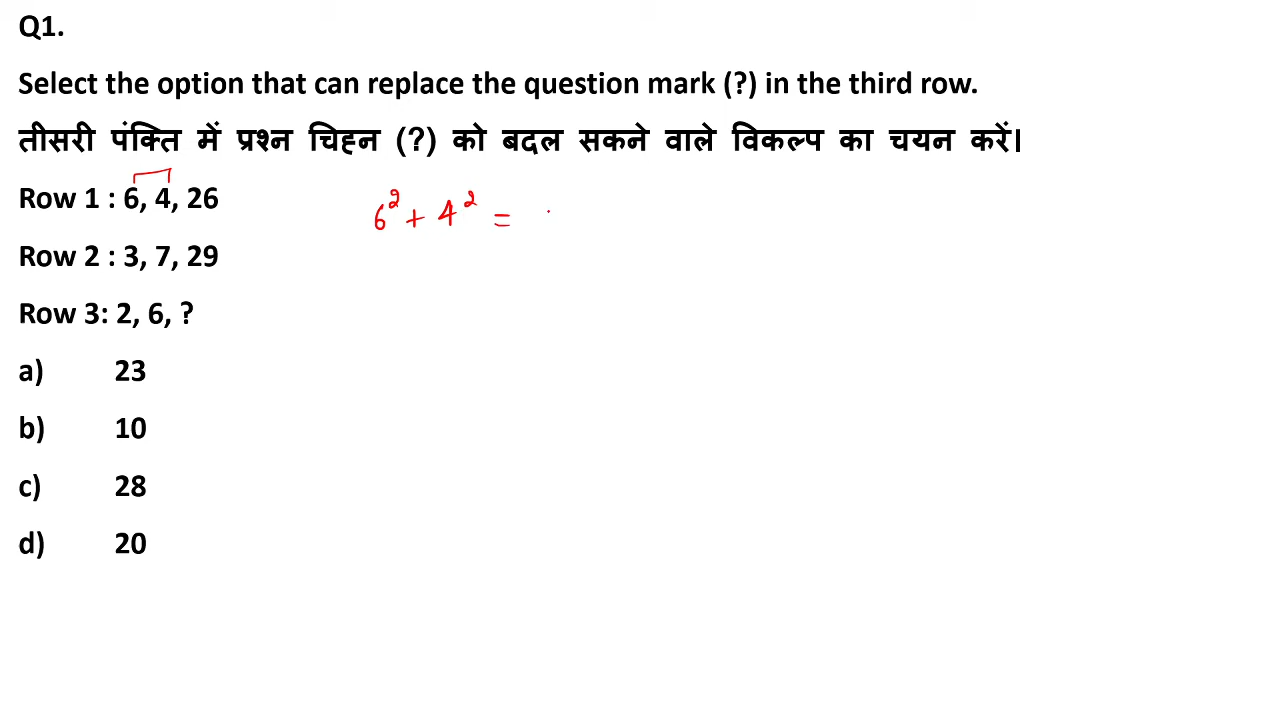 Q1.
Select the option that can replace the question mark (?) in the third row.
तीसरी पंक्ति में प्रश्न चिह्न (?) को बदल सकने वाले विकल्प का चयन करें।
Row 1 : 6, 4, 26
6² + 4² =
Row 2 : 3, 7, 29
Row 3: 2, 6, ?
a) 23
b) 10
c) 28
d) 20